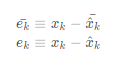 ē̂ₖ ≡ xₖ − x̂̄ₖ
eₖ ≡ xₖ − x̂ₖ